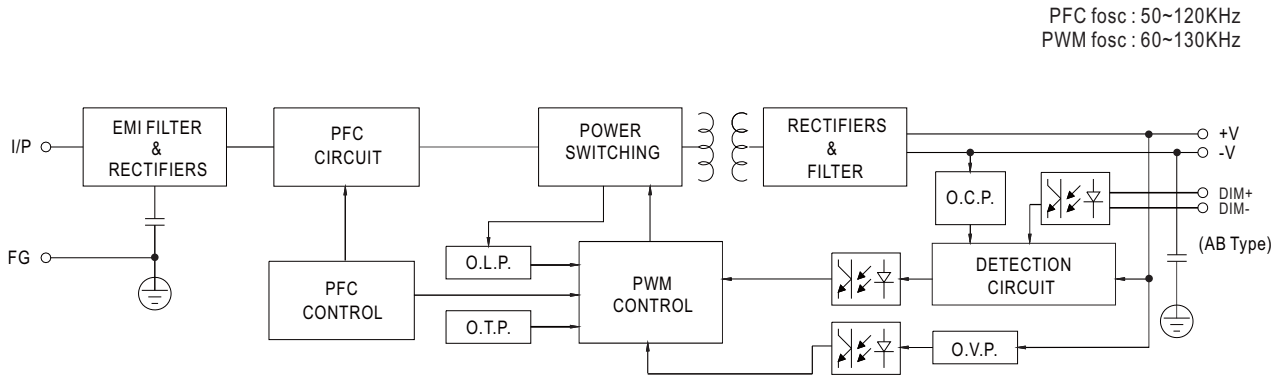 PFC fosc : 50~120KHz
PWM fosc : 60~130KHz
I/P
EMI FILTER
&
RECTIFIERS
PFC
CIRCUIT
POWER
SWITCHING
RECTIFIERS
&
FILTER
+V
-V
DIM+
DIM-
(AB Type)
O.C.P.
FG
O.L.P.
PFC
CONTROL
O.T.P.
PWM
CONTROL
DETECTION
CIRCUIT
O.V.P.